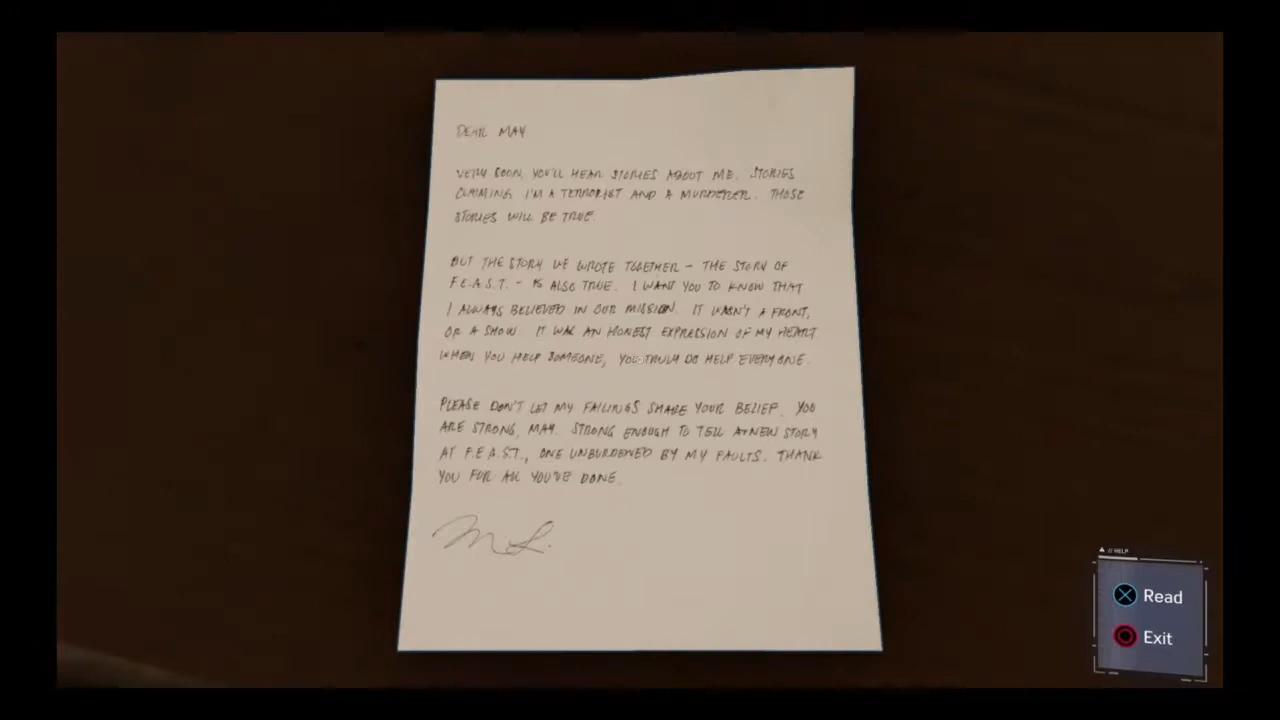 DEAR MAY
VERY SOON, YOU'LL HEAR STORIES ABOUT ME. STORIES
CLAIMING I'M A TERRORIST AND A MURDERER. THOSE
STORIES WILL BE TRUE.
BUT THE STORY WE WROTE TOGETHER - THE STORY OF
F.E.A.S.T. - IS ALSO TRUE. I WANT YOU TO KNOW THAT
I ALWAYS BELIEVED IN OUR MISSION. IT WASN'T A FRONT,
OR A SHOW. IT WAS AN HONEST EXPRESSION OF MY HEART
WHEN YOU HELP SOMEONE, YOU TRULY DO HELP EVERYONE.
PLEASE DON'T LET MY FAILINGS SHAKE YOUR BELIEF. YOU
ARE STRONG, MAY. STRONG ENOUGH TO TELL A NEW STORY
AT F.E.A.S.T., ONE UNBURDENED BY MY FAULTS. THANK
YOU FOR ALL YOU'VE DONE.
M L.
// HELP
Read
Exit